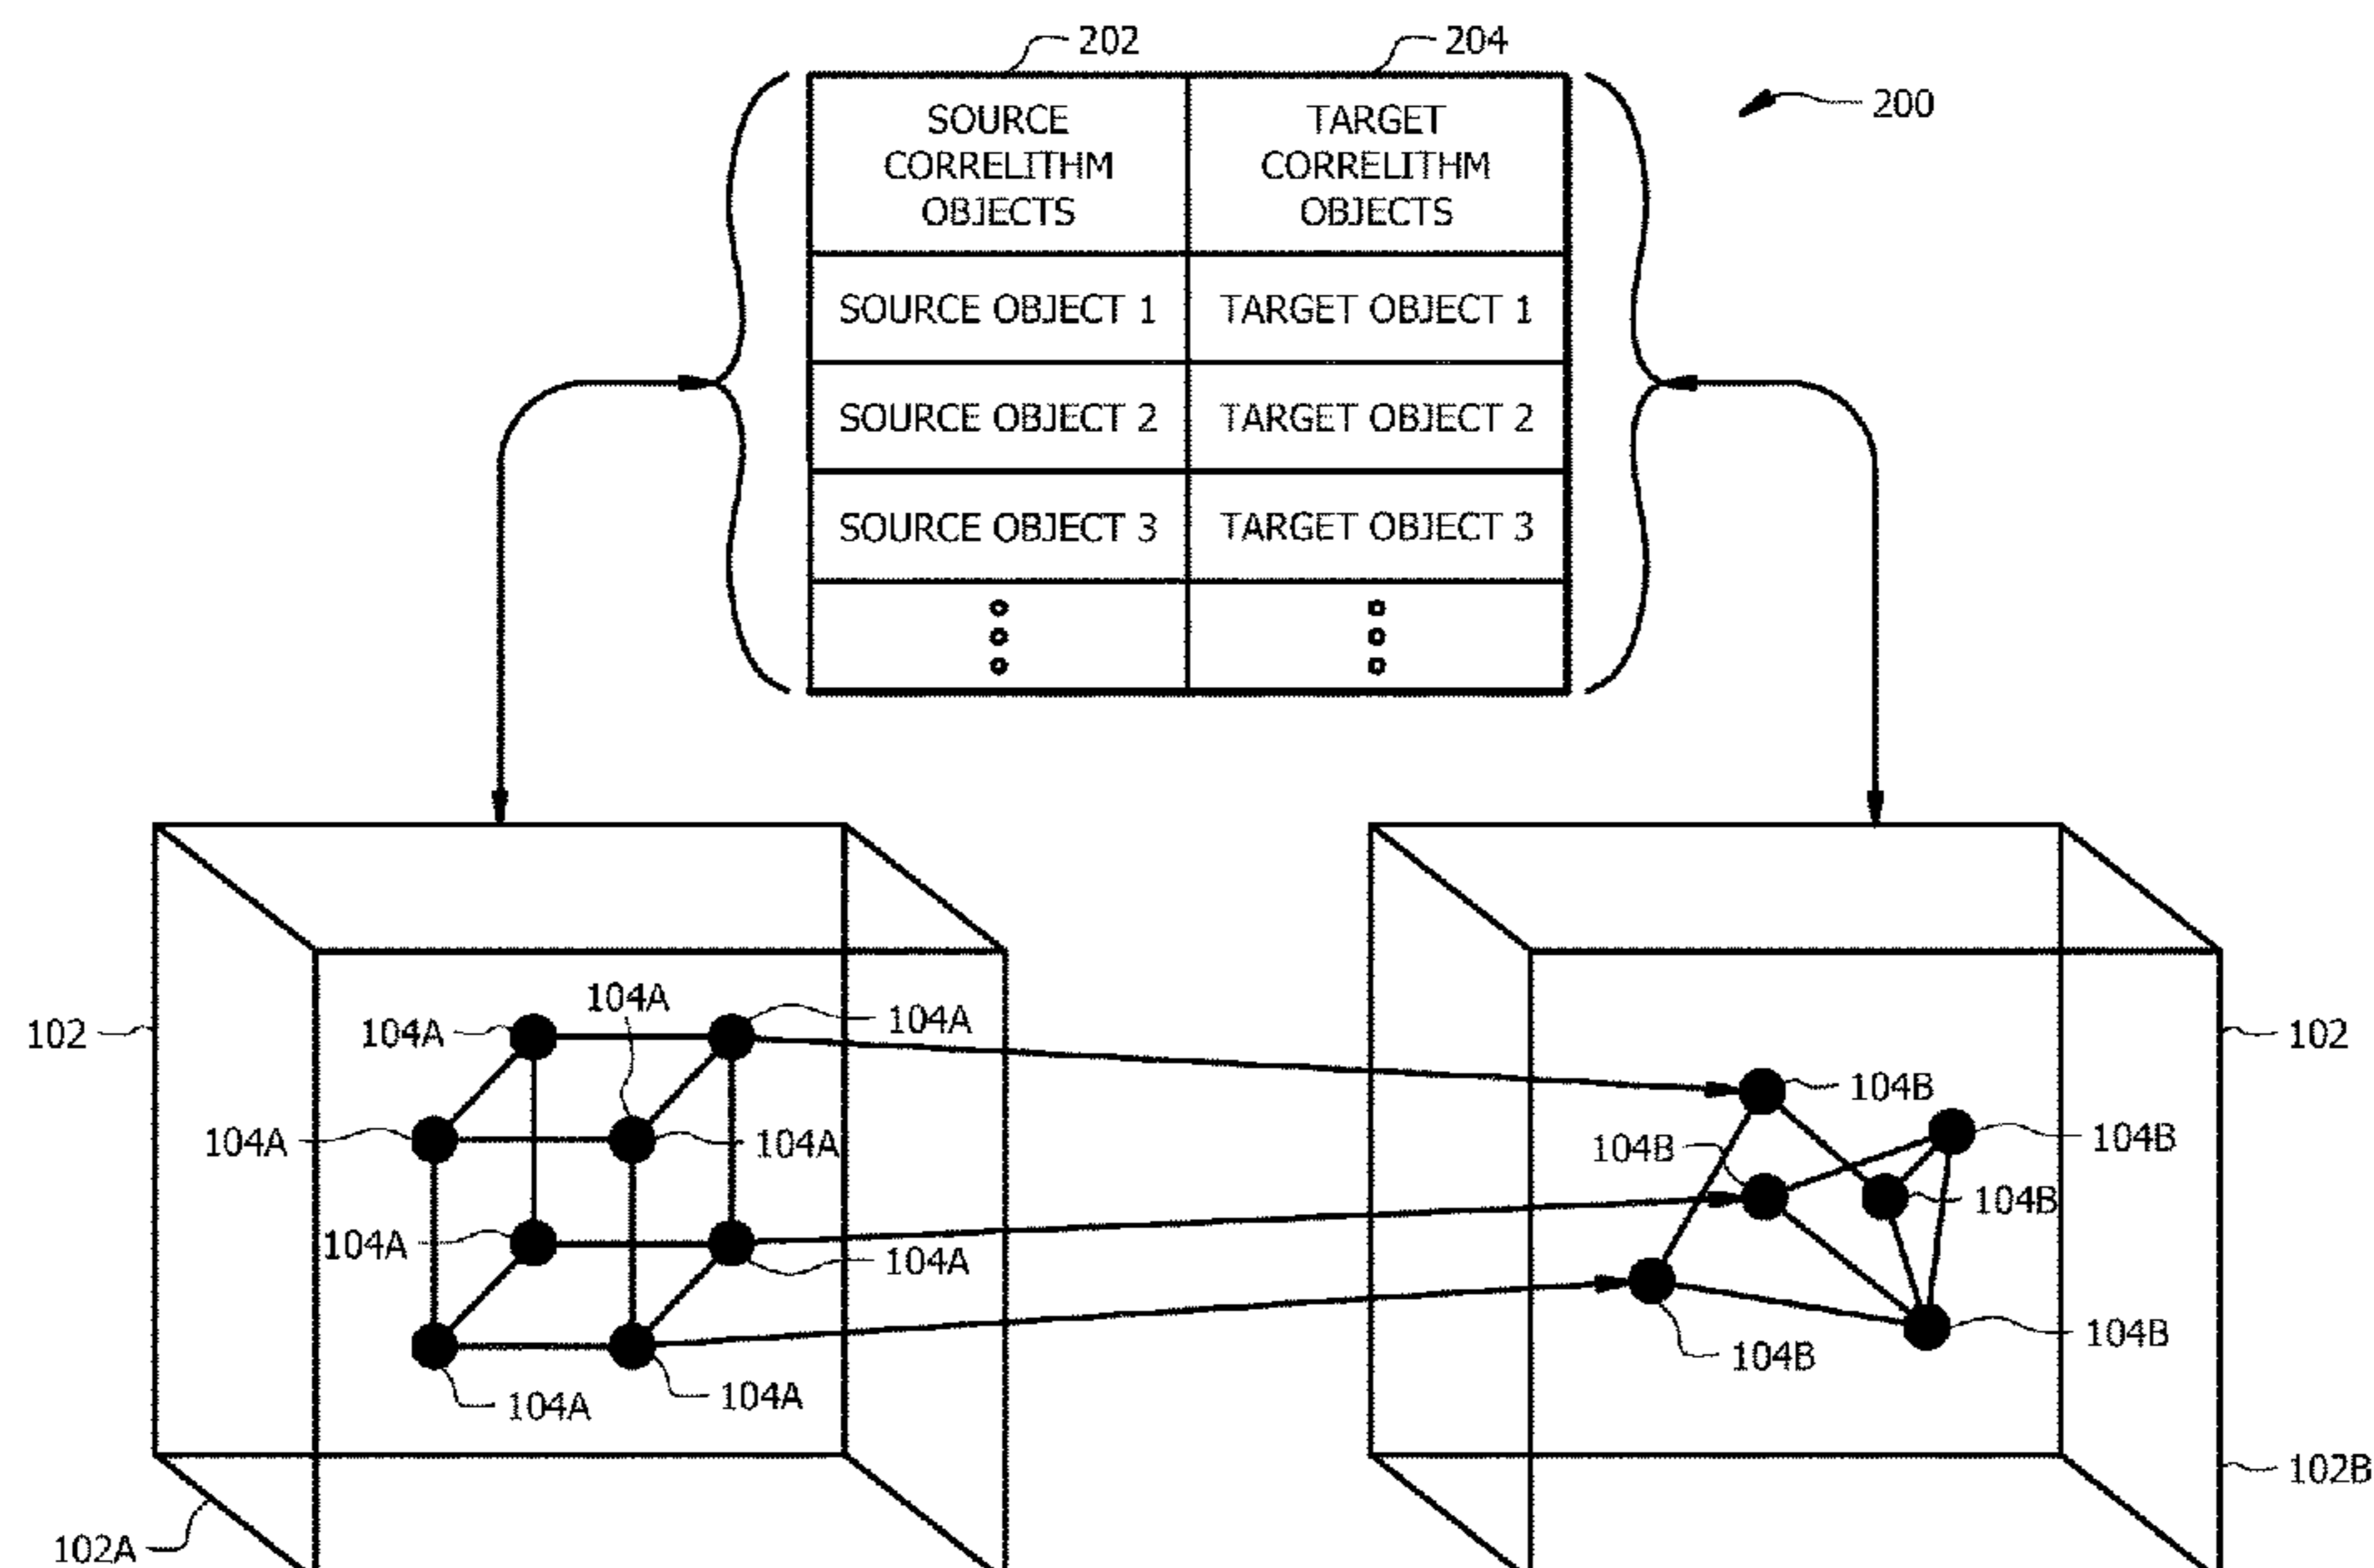 202
204
200
SOURCE
CORRELITHM
OBJECTS
TARGET
CORRELITHM
OBJECTS
SOURCE OBJECT 1
TARGET OBJECT 1
SOURCE OBJECT 2
TARGET OBJECT 2
SOURCE OBJECT 3
TARGET OBJECT 3
102
104A
104A
104A
104A
104A
104A
104A
104A
104A
102A
102
104B
104B
104B
104B
104B
104B
102B